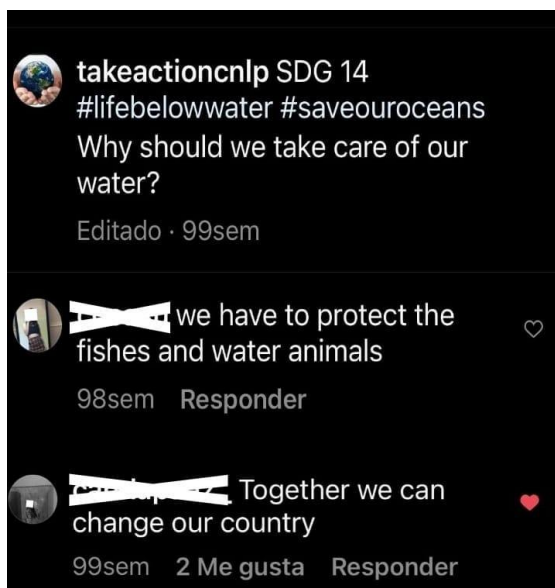 takeactioncnlp SDG 14
#lifebelowwater #saveouroceans
Why should we take care of our
water?
Editado · 99sem
we have to protect the
fishes and water animals
98sem Responder
Together we can
change our country
99sem 2 Me gusta Responder